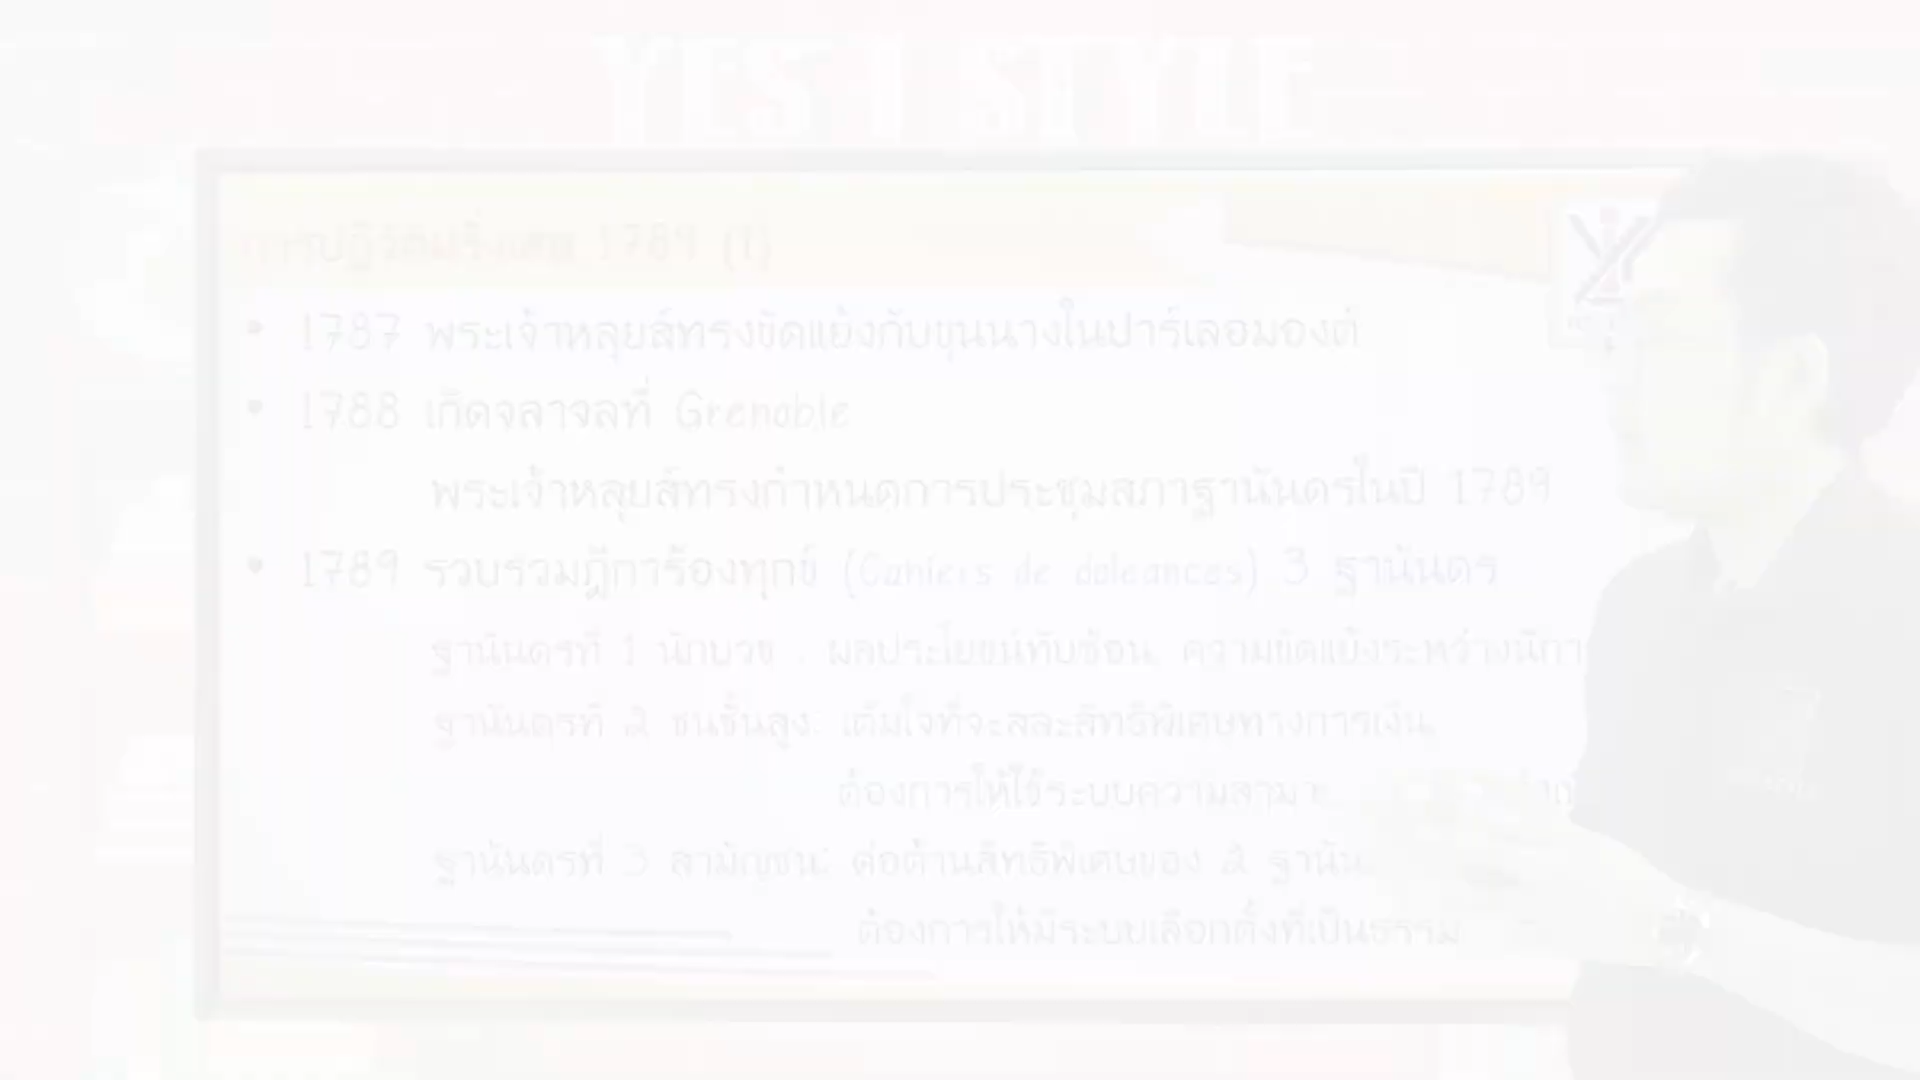 YES I STYLE
การปฏิวัติฝรั่งเศส 1789 (1)
• 1787 พระเจ้าหลุยส์ทรงขัดแย้งกับขุนนางในปาร์เลอมองต์
• 1788 เกิดจลาจลที่ Grenoble
พระเจ้าหลุยส์ทรงกำหนดการประชุมสภาฐานันดรในปี 1789
• 1789 รวบรวมฎีการ้องทุกข์ (Cahiers de doleances) 3 ฐานันดร
ฐานันดรที่ 1 นักบวช : ผลประโยชน์ทับซ้อน ความขัดแย้งระหว่างนิกา
ฐานันดรที่ 2 ชนชั้นสูง: เต็มใจที่จะสละสิทธิพิเศษทางการเงิน
ต้องการให้ใช้ระบบความสามาร
ฐานันดรที่ 3 สามัญชน: ต่อต้านสิทธิพิเศษของ 2 ฐานัน
ต้องการให้มีระบบเลือกตั้งที่เป็นธรรม